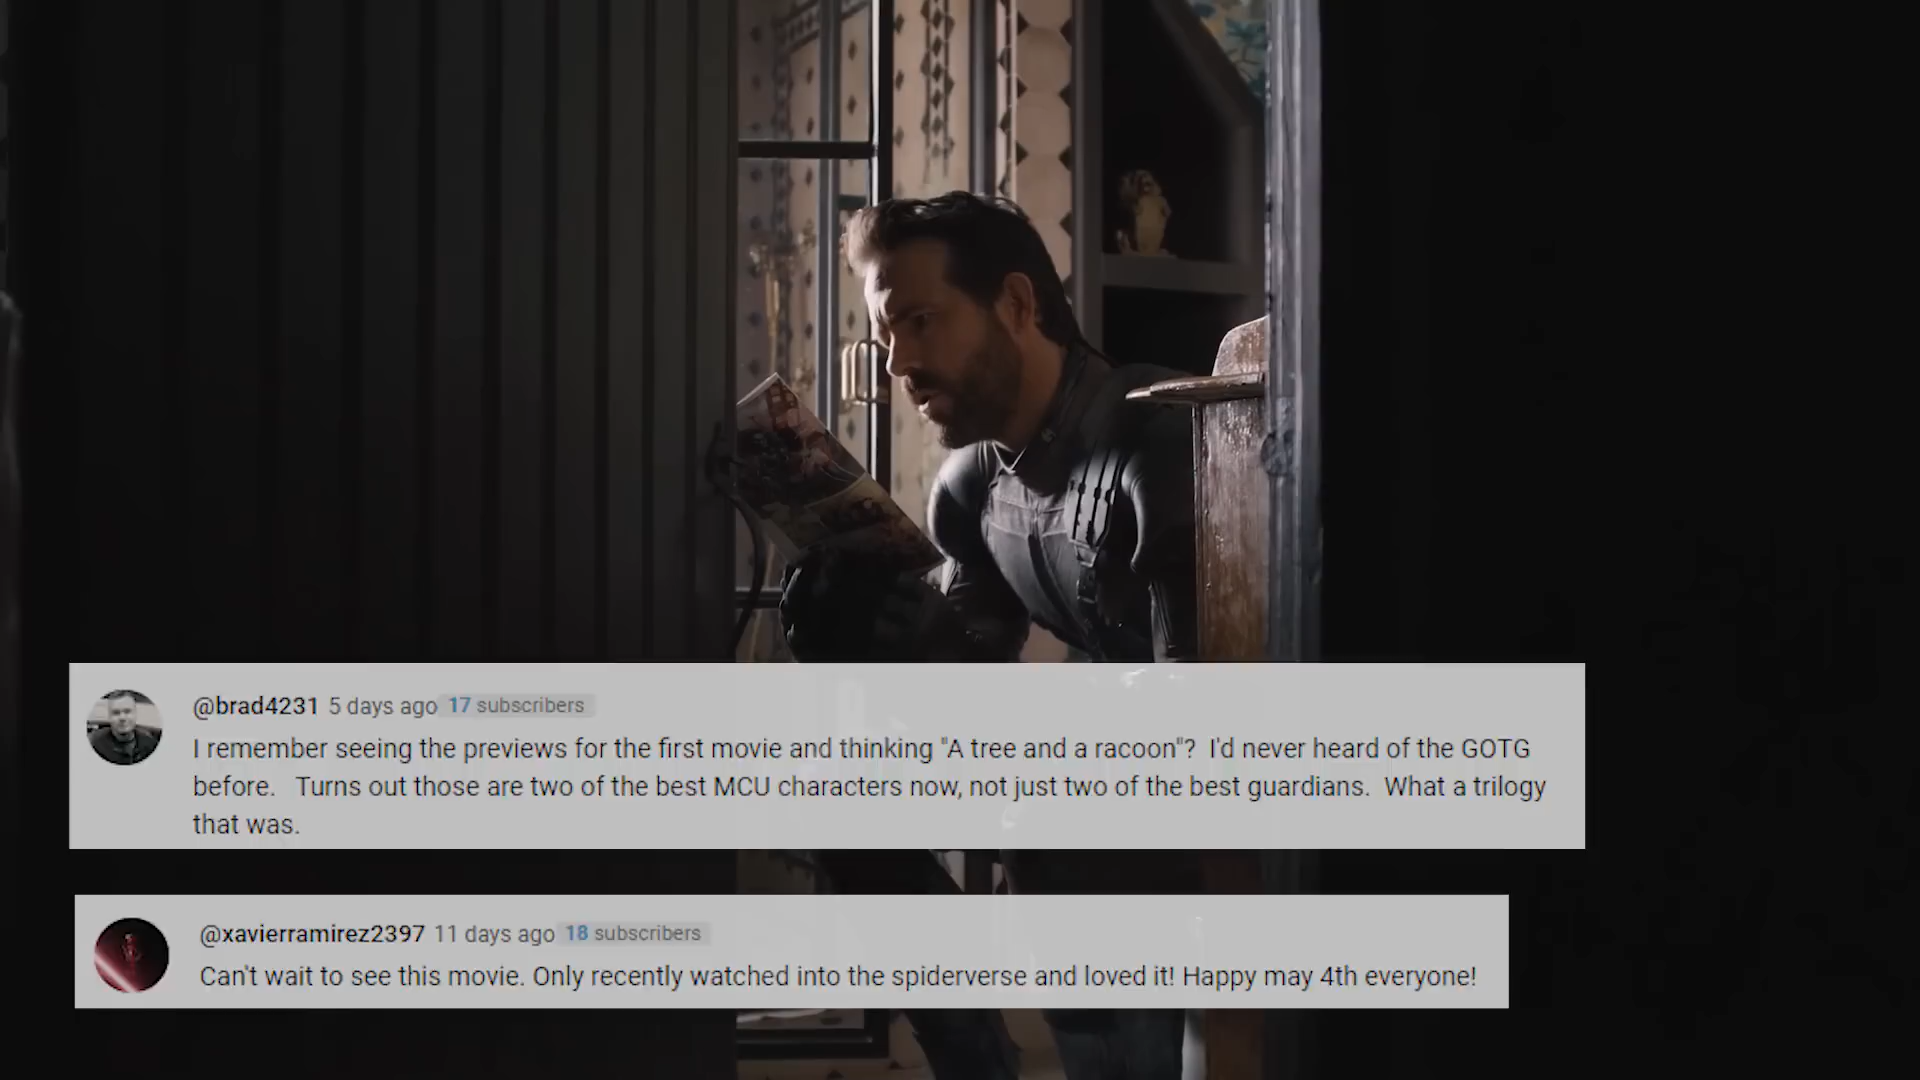 @brad4231 5 days ago 17 subscribers
I remember seeing the previews for the first movie and thinking "A tree and a racoon"?  I'd never heard of the GOTG
before.   Turns out those are two of the best MCU characters now, not just two of the best guardians.  What a trilogy
that was.
@xavierramirez2397 11 days ago 18 subscribers
Can't wait to see this movie. Only recently watched into the spiderverse and loved it! Happy may 4th everyone!